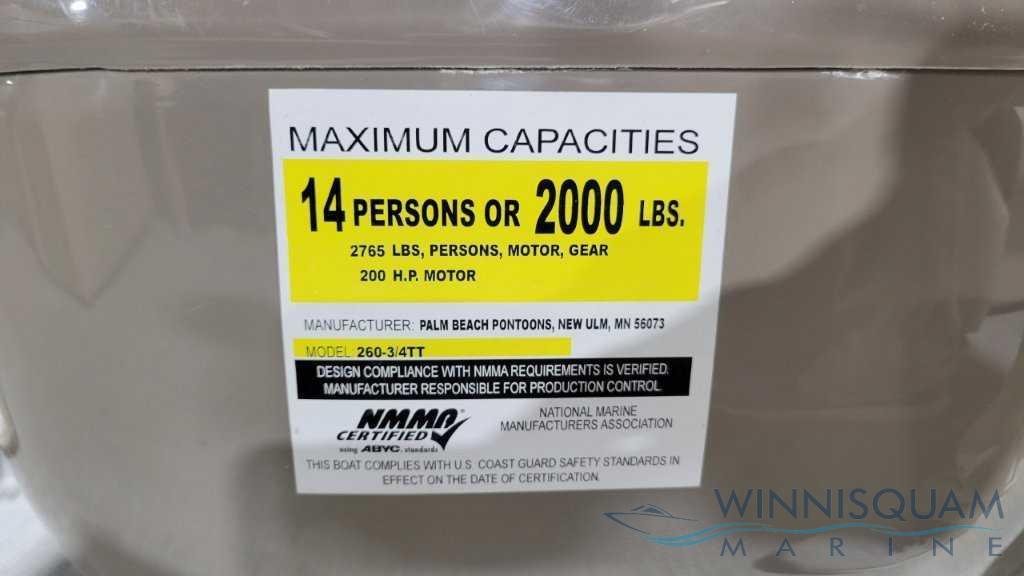 MAXIMUM CAPACITIES
14 PERSONS OR 2000 LBS.
2765 LBS, PERSONS, MOTOR, GEAR
200 H.P. MOTOR
MANUFACTURER: PALM BEACH PONTOONS, NEW ULM, MN 56073
MODEL: 260-3/4TT
DESIGN COMPLIANCE WITH NMMA REQUIREMENTS IS VERIFIED.
MANUFACTURER RESPONSIBLE FOR PRODUCTION CONTROL.
NMMA®
CERTIFIED
using ABYC standards
NATIONAL MARINE
MANUFACTURERS ASSOCIATION
THIS BOAT COMPLIES WITH U.S. COAST GUARD SAFETY STANDARDS IN
EFFECT ON THE DATE OF CERTIFICATION.
WINNISQUAM
MARINE